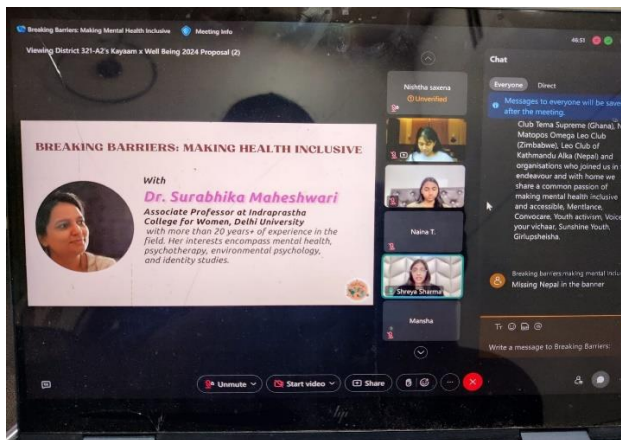 Breaking Barriers: Making Mental Health Inclusive
Meeting Info
46:51
Viewing District 321-A2's Kayaam x Well Being 2024 Proposal (2)
BREAKING BARRIERS: MAKING HEALTH INCLUSIVE
With
Dr. Surabhika Maheshwari
Associate Professor at Indraprastha
College for Women, Delhi University
with more than 20 years+ of experience in the
field. Her interests encompass mental health,
psychotherapy, environmental psychology,
and identity studies.
Nishtha saxena
Unverified
Naina T.
Shreya Sharma
Mansha
Chat
Everyone
Direct
Messages to everyone will be save
after the meeting.
Club Tema Supreme (Ghana), N
Matopos Omega Leo Club
(Zimbabwe), Leo Club of
Kathmandu Alka (Nepal) and
organisations who joined us in
endeavour and with home we
share a common passion of
making mental health inclusive
and accessible, Mentlance,
Convocare, Youth activism, Voice
your vichaar, Sunshine Youth,
Girlupsheisha.
Breaking barriers:making mental inclu
Missing Nepal in the banner
Write a message to Breaking Barriers:
Unmute
Start video
Share
hp